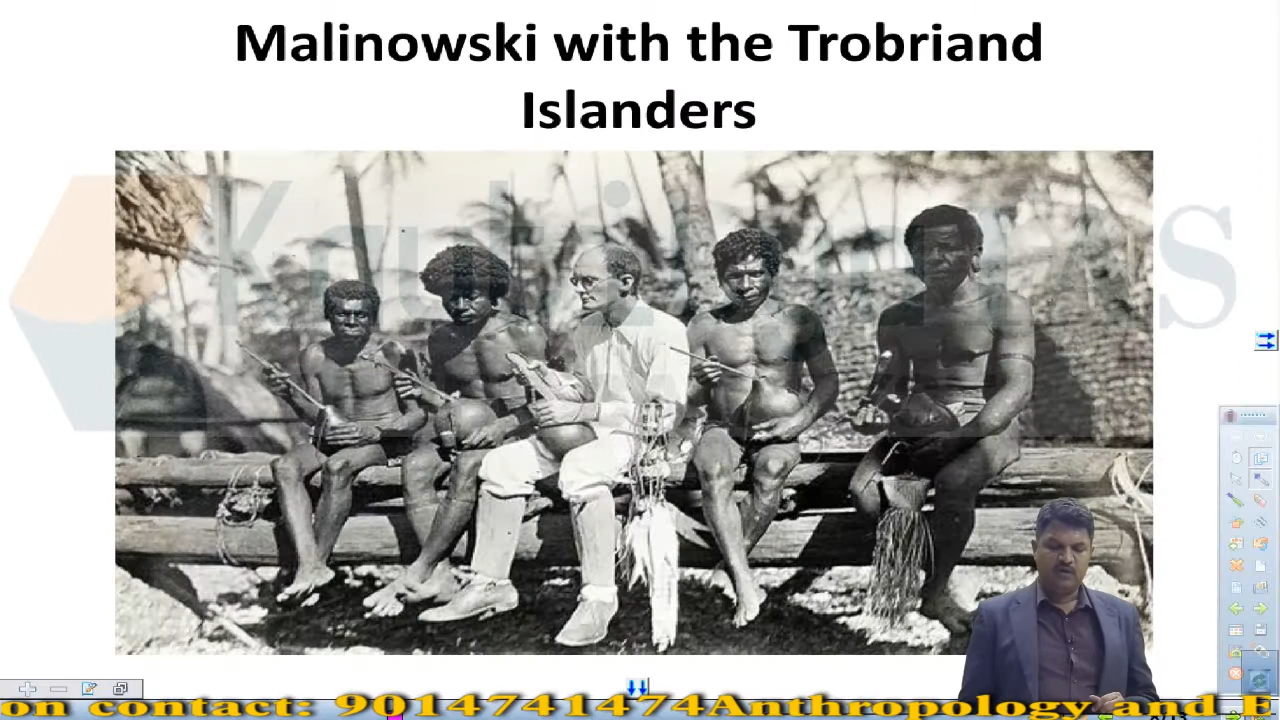 Malinowski with the Trobriand
Islanders
on contact: 9014741474Anthropology and E